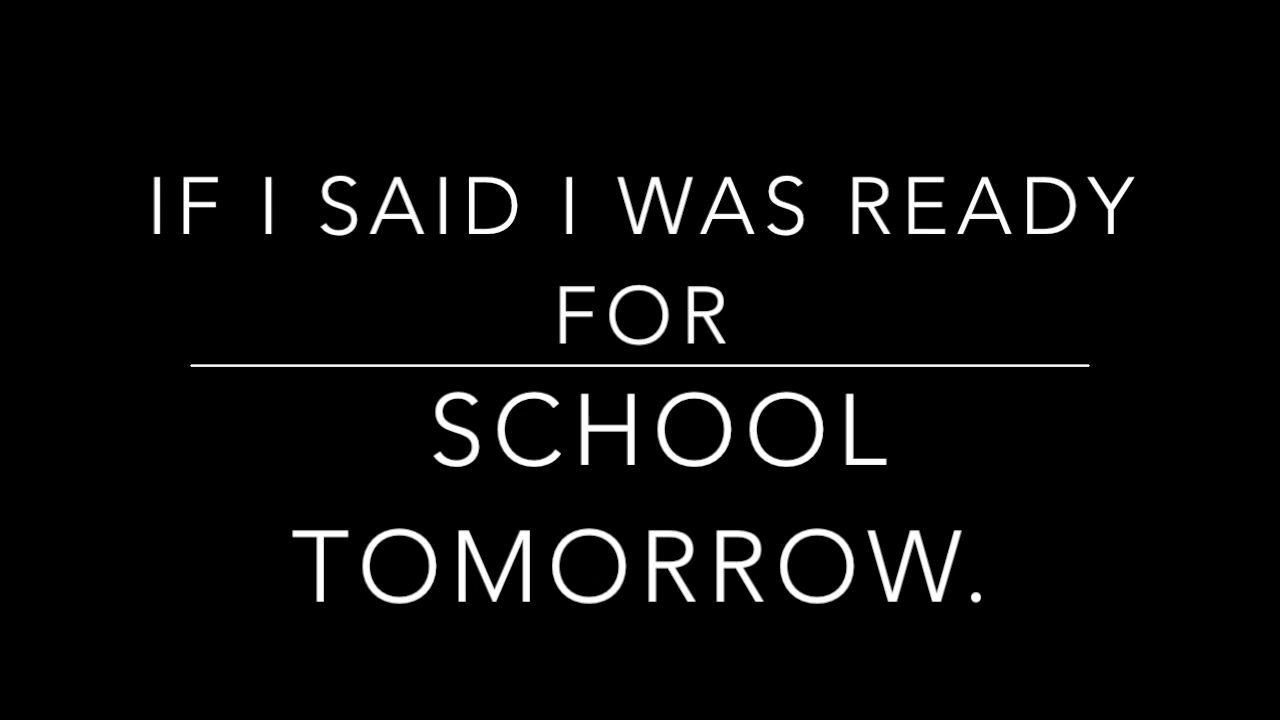 IF I SAID I WAS READY
FOR
SCHOOL
TOMORROW.